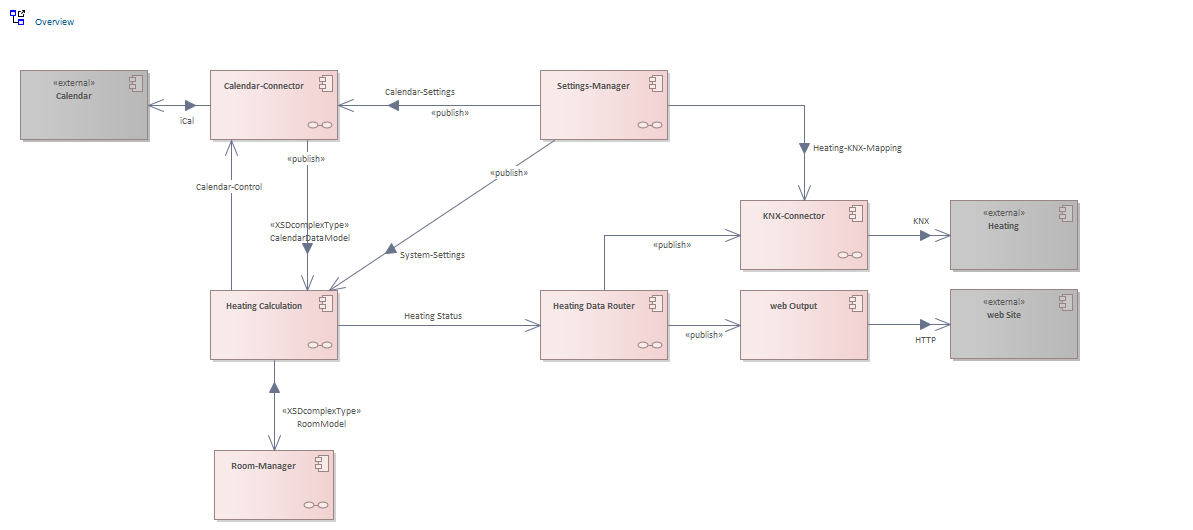 Overview
«external»
Calendar
iCal
Calendar-Connector
Calendar-Settings
«publish»
Settings-Manager
«publish»
«publish»
Heating-KNX-Mapping
Calendar-Control
«XSDcomplexType»
CalendarDataModel
System-Settings
KNX-Connector
KNX
«external»
Heating
«publish»
Heating Calculation
Heating Status
Heating Data Router
«publish»
web Output
HTTP
«external»
web Site
«XSDcomplexType»
RoomModel
Room-Manager